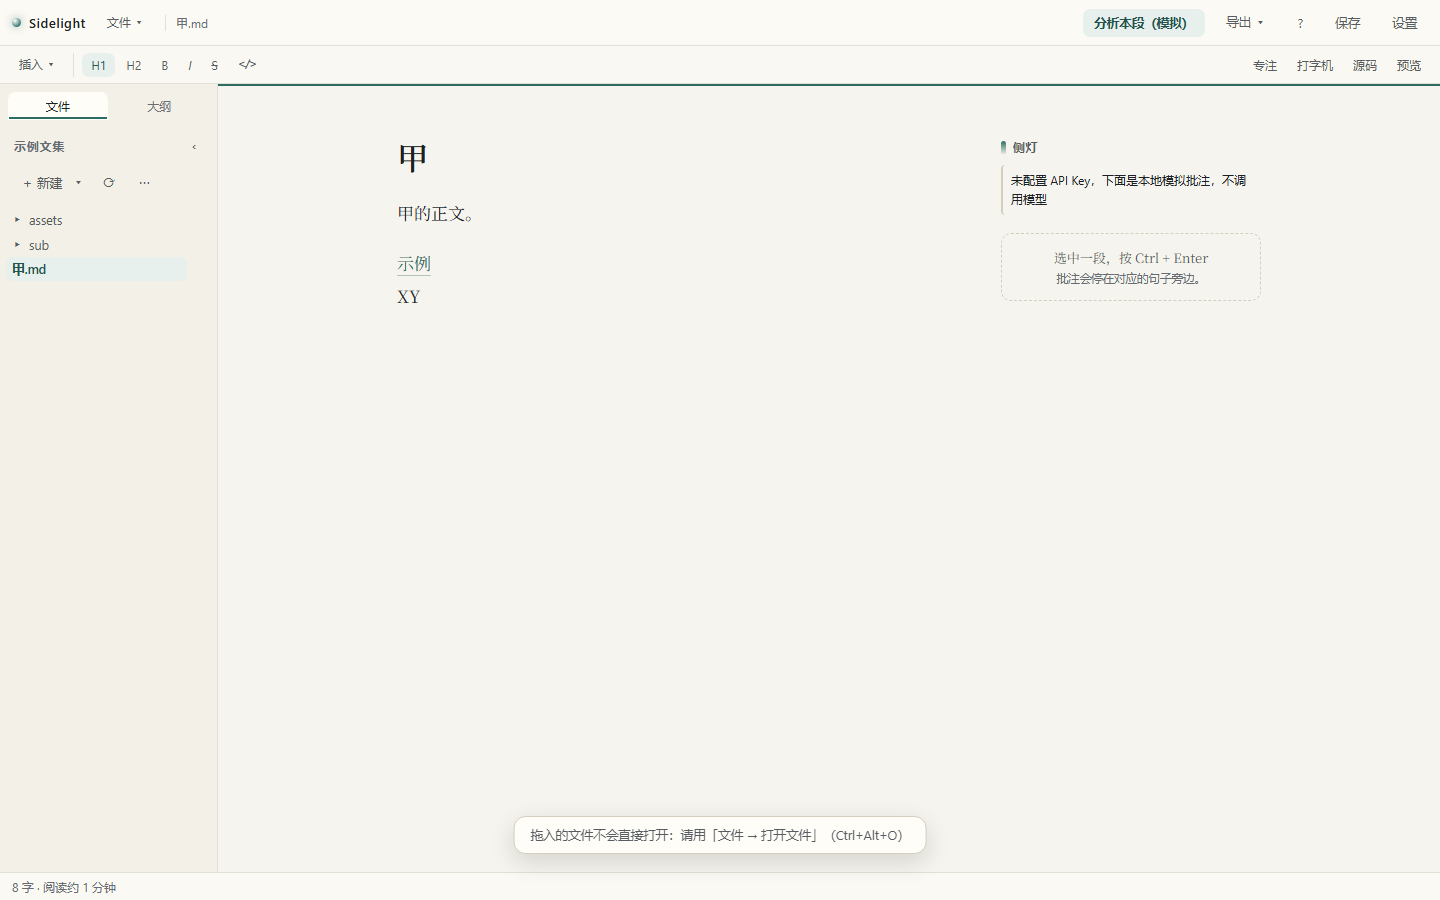 Sidelight 文件 甲.md 分析本段（模拟） 导出 ? 保存 设置
插入 H1 H2 B I S </> 专注 打字机 源码 预览
文件 大纲
示例文集
+ 新建 ···
assets
sub
甲.md
甲
甲的正文。
示例
XY
侧灯
未配置 API Key，下面是本地模拟批注，不调
用模型
选中一段，按 Ctrl + Enter
批注会停在对应的句子旁边。
拖入的文件不会直接打开：请用「文件 → 打开文件」（Ctrl+Alt+O）
8 字 · 阅读约 1 分钟